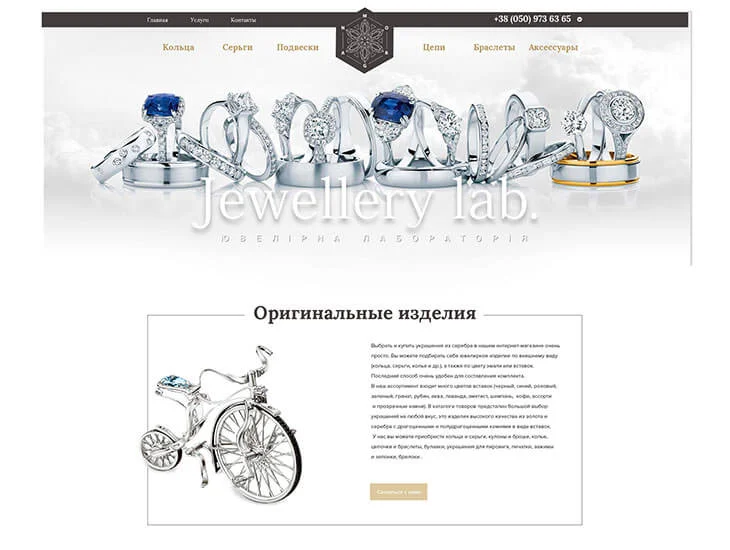 Главная Услуги Контакты +38 (050) 973 63 65
Кольца Серьги Подвески Цепи Браслеты Аксессуары
Jewellery lab.
ЮВЕЛІРНА ЛАБОРАТОРІЯ
Оригинальные изделия
Выбрать и купить украшения из серебра в нашем интернет-магазине очень
просто. Вы можете подбирать себе ювелирное изделие по внешнему виду
(кольца, серьги, колье и др.), а также по цвету эмали или вставок.
Последний способ очень удобен для составления комплекта.
В наш ассортимент входит много цветов вставок (черный, синий, розовый,
зеленый, гранат, рубин, аква, лаванда, аметист, шампань, кофе, ассорти
и прозрачные камни). В каталоге товаров представлен большой выбор
украшений на любой вкус, это изделия высокого качества из золота и
серебра с драгоценными и полудрагоценными камнями в виде вставок.
У нас вы можете приобрести кольца и серьги, кулоны и броши, колье,
цепочки и браслеты, булавки, украшения для пирсинга, печатки, зажимы
и запонки, брелоки.
Связаться с нами